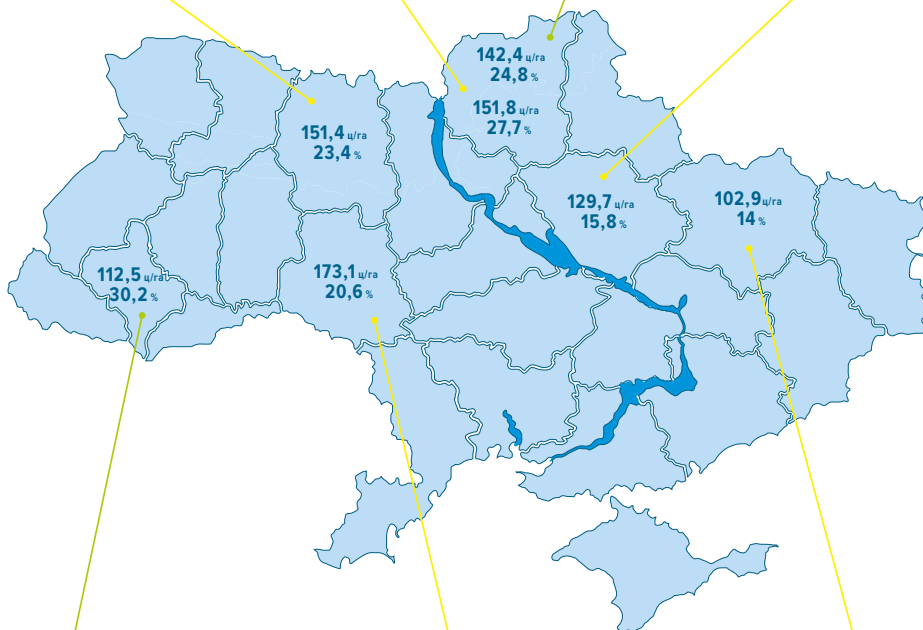 142,4 ц/га
24,8 %
151,8 ц/га
27,7 %
151,4 ц/га
23,4 %
129,7 ц/га
15,8 %
102,9 ц/га
14 %
112,5 ц/га
30,2 %
173,1 ц/га
20,6 %